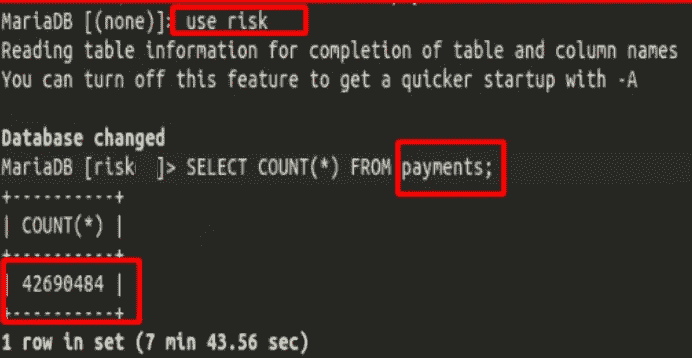 MariaDB [(none)]> use risk
Reading table information for completion of table and column names
You can turn off this feature to get a quicker startup with -A
Database changed
MariaDB [risk ]> SELECT COUNT(*) FROM payments;
+----------+
| COUNT(*) |
+----------+
| 42690484 |
+----------+
1 row in set (7 min 43.56 sec)